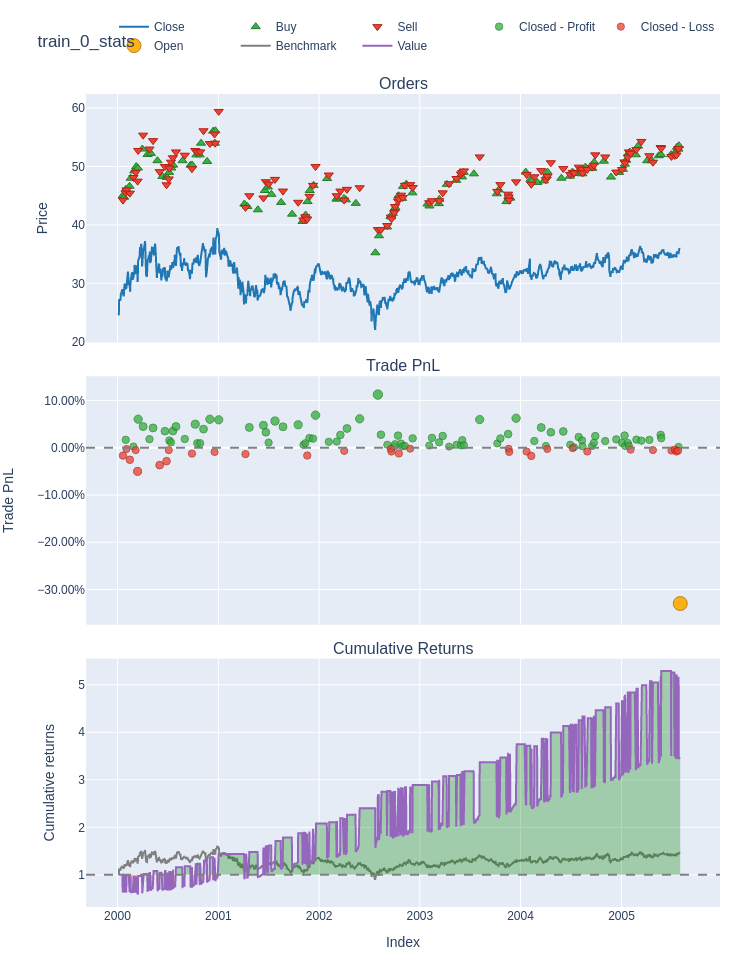 Close Buy Sell Closed - Profit Closed - Loss
train_0_stats
Open Benchmark Value
Orders
60
50
40
30
20
Price
Trade PnL
10.00%
0.00%
−10.00%
−20.00%
−30.00%
Trade PnL
Cumulative Returns
5
4
3
2
1
Cumulative returns
2000 2001 2002 2003 2004 2005
Index